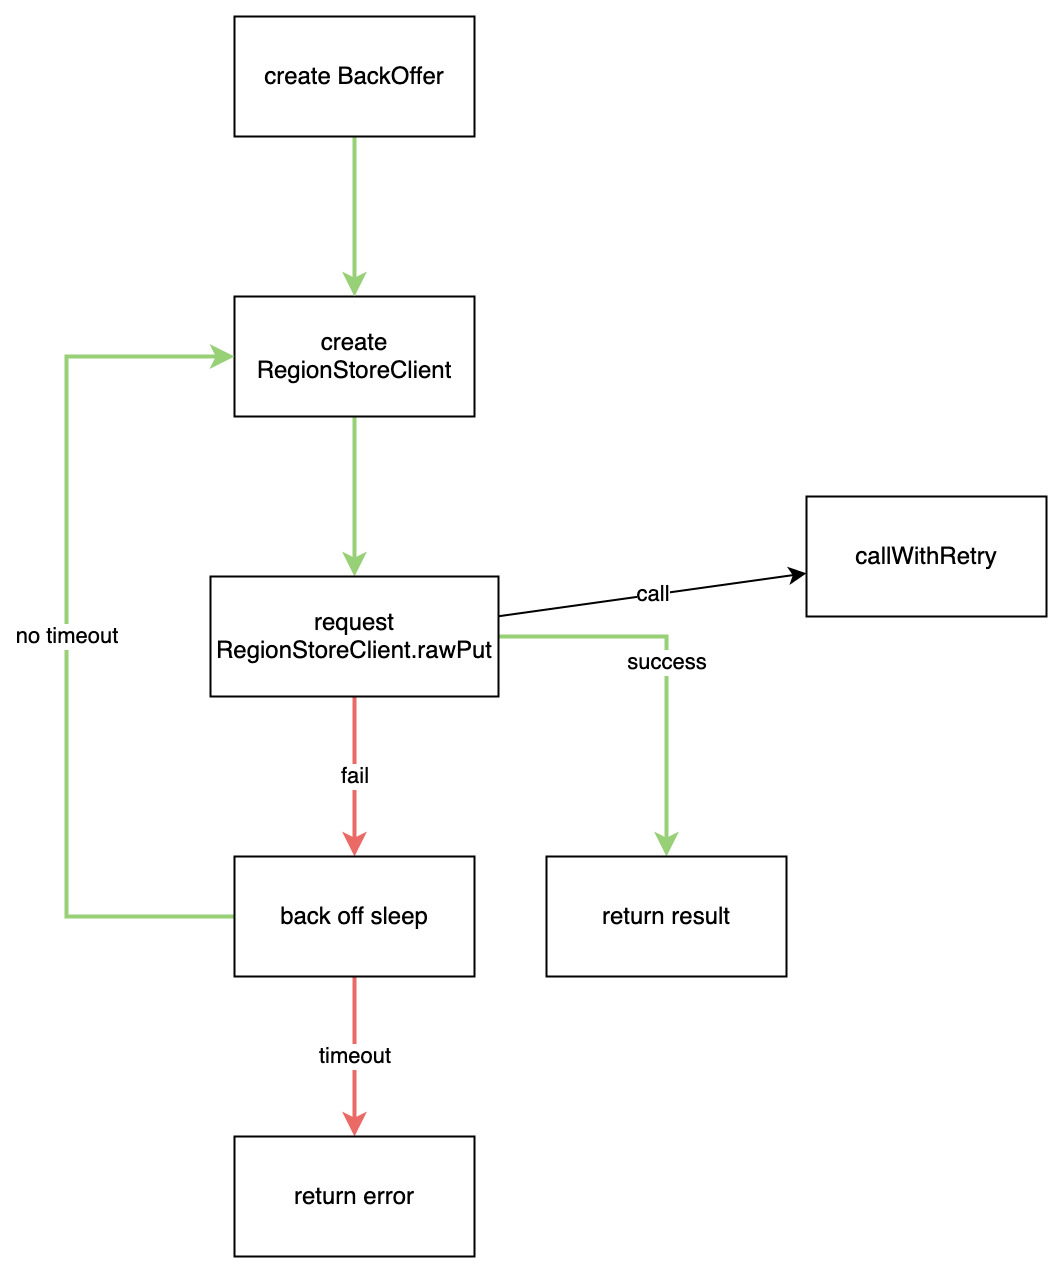 create BackOffer
create
RegionStoreClient
callWithRetry
call
request
RegionStoreClient.rawPut
no timeout
success
fail
back off sleep
return result
timeout
return error